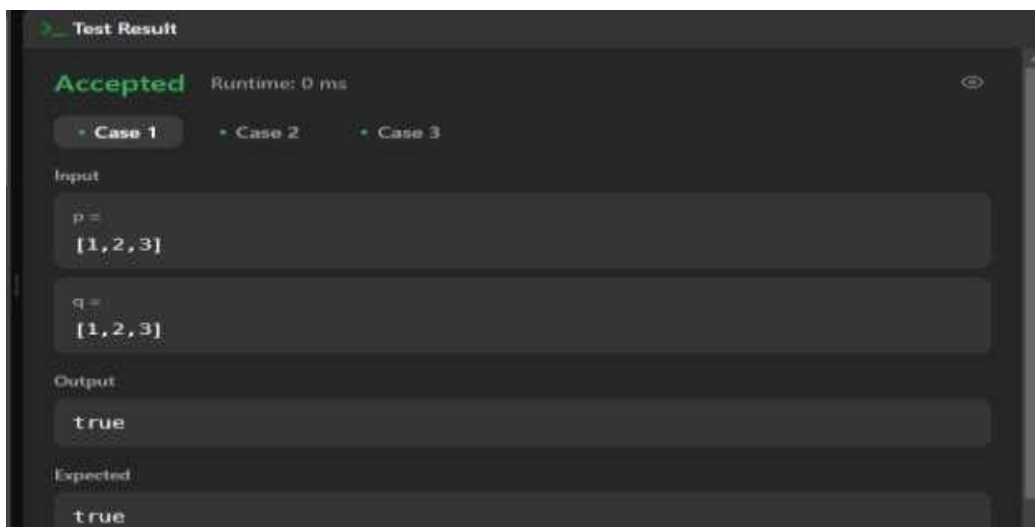 >_ Test Result
Accepted Runtime: 0 ms
• Case 1 • Case 2 • Case 3
Input
p =
[1,2,3]
q =
[1,2,3]
Output
true
Expected
true